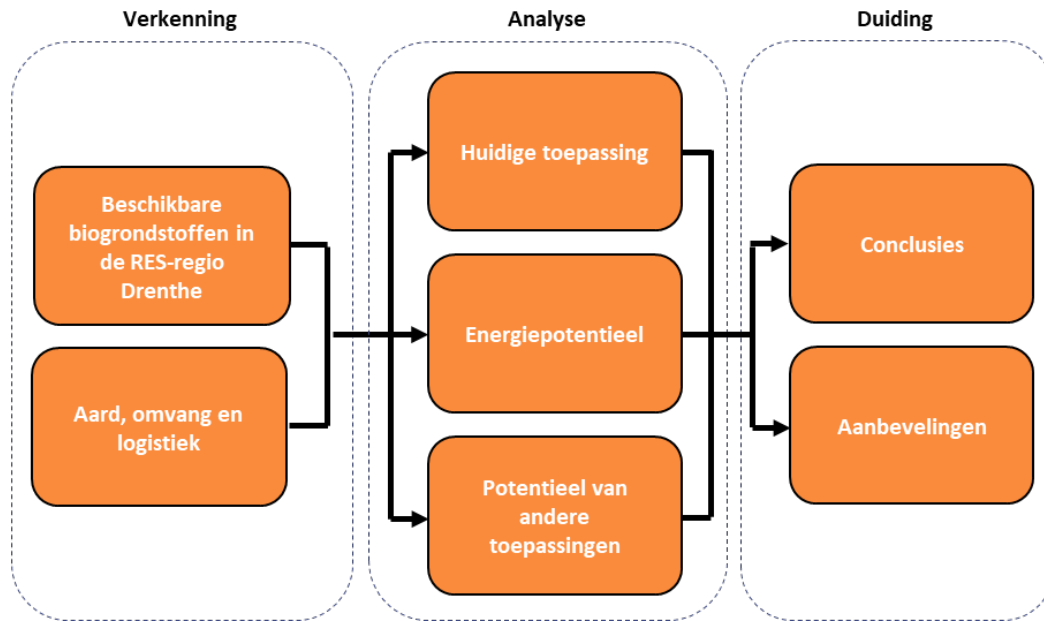 Verkenning
Beschikbare
biogrondstoffen in
de RES-regio
Drenthe
Aard, omvang en
logistiek
Analyse
Huidige toepassing
Energiepotentieel
Potentieel van
andere
toepassingen
Duiding
Conclusies
Aanbevelingen